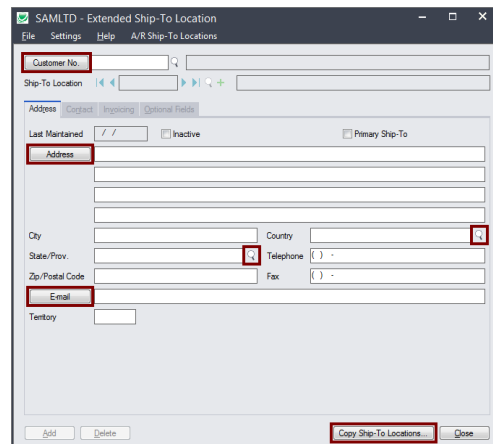 SAMLTD - Extended Ship-To Location
File Settings Help A/R Ship-To Locations
Customer No.
Ship-To Location
Address Contact Invoicing Optional Fields
Last Maintained / / Inactive Primary Ship-To
Address
City Country
State/Prov. Telephone ( ) -
Zip/Postal Code Fax ( ) -
E-mail
Territory
Add Delete Copy Ship-To Locations... Close